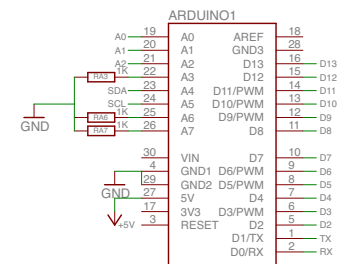 ARDUINO1
A0 19 A0 AREF 18
A1 20 A1 GND3 28
A2 21 A2 D13 16 D13
RA3 1K 22 A3 D12 15 D12
SDA 23 A4 D11/PWM 14 D11
SCL 24 A5 D10/PWM 13 D10
RA6 1K 25 A6 D9/PWM 12 D9
RA7 1K 26 A7 D8 11 D8
GND
30 VIN D7 10 D7
4 GND1 D6/PWM 9 D6
GND 29 GND2 D5/PWM 8 D5
27 5V D4 7 D4
17 3V3 D3/PWM 6 D3
+5V 3 RESET D2 5 D2
D1/TX 1 TX
D0/RX 2 RX